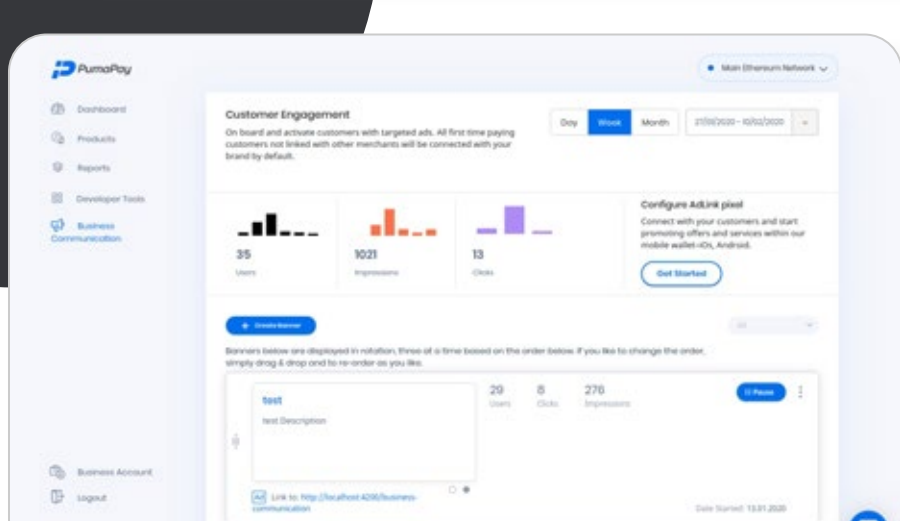 PumaPay
Main Ethereum Network
Dashboard
Products
Reports
Developer Tools
Business
Communication
Business Account
Logout
Customer Engagement
On board and activate customers with targeted ads. All first time paying
customers not linked with other merchants will be connected with your
brand by default.
Day
Week
Month
35
Users
1021
Impressions
13
Clicks
Configure AdLink pixel
Connect with your customers and start
promoting offers and services within our
mobile wallet-iOs, Android.
Get Started
+ Create Banner
All
Banners below are displayed in rotation, three of a time based on the order below. If you like to change the order,
simply drag & drop and to re-order as you like.
test
test Description
29
Users
8
Clicks
276
Impressions
Pause
Ad Link to: http://localhost:4200/business-
communication
Date Started: 13.01.2020